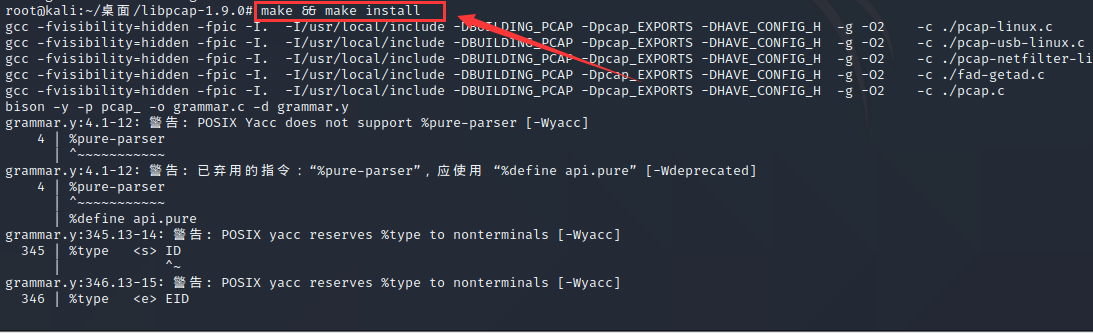 root@kali:~/桌面/libpcap-1.9.0# make && make install
gcc -fvisibility=hidden -fpic -I.  -I/usr/local/include -DBUILDING_PCAP -Dpcap_EXPORTS -DHAVE_CONFIG_H  -g -O2    -c ./pcap-linux.c
gcc -fvisibility=hidden -fpic -I.  -I/usr/local/include -DBUILDING_PCAP -Dpcap_EXPORTS -DHAVE_CONFIG_H  -g -O2    -c ./pcap-usb-linux.c
gcc -fvisibility=hidden -fpic -I.  -I/usr/local/include -DBUILDING_PCAP -Dpcap_EXPORTS -DHAVE_CONFIG_H  -g -O2    -c ./pcap-netfilter-li
gcc -fvisibility=hidden -fpic -I.  -I/usr/local/include -DBUILDING_PCAP -Dpcap_EXPORTS -DHAVE_CONFIG_H  -g -O2    -c ./fad-getad.c
gcc -fvisibility=hidden -fpic -I.  -I/usr/local/include -DBUILDING_PCAP -Dpcap_EXPORTS -DHAVE_CONFIG_H  -g -O2    -c ./pcap.c
bison -y -p pcap_ -o grammar.c -d grammar.y
grammar.y:4.1-12: 警告: POSIX Yacc does not support %pure-parser [-Wyacc]
    4 | %pure-parser
      | ^~~~~~~~~~~~
grammar.y:4.1-12: 警告: 已弃用的指令：“%pure-parser”，应使用 “%define api.pure” [-Wdeprecated]
    4 | %pure-parser
      | ^~~~~~~~~~~~
      | %define api.pure
grammar.y:345.13-14: 警告: POSIX yacc reserves %type to nonterminals [-Wyacc]
  345 | %type   <s> ID
      |             ^~
grammar.y:346.13-15: 警告: POSIX yacc reserves %type to nonterminals [-Wyacc]
  346 | %type   <e> EID